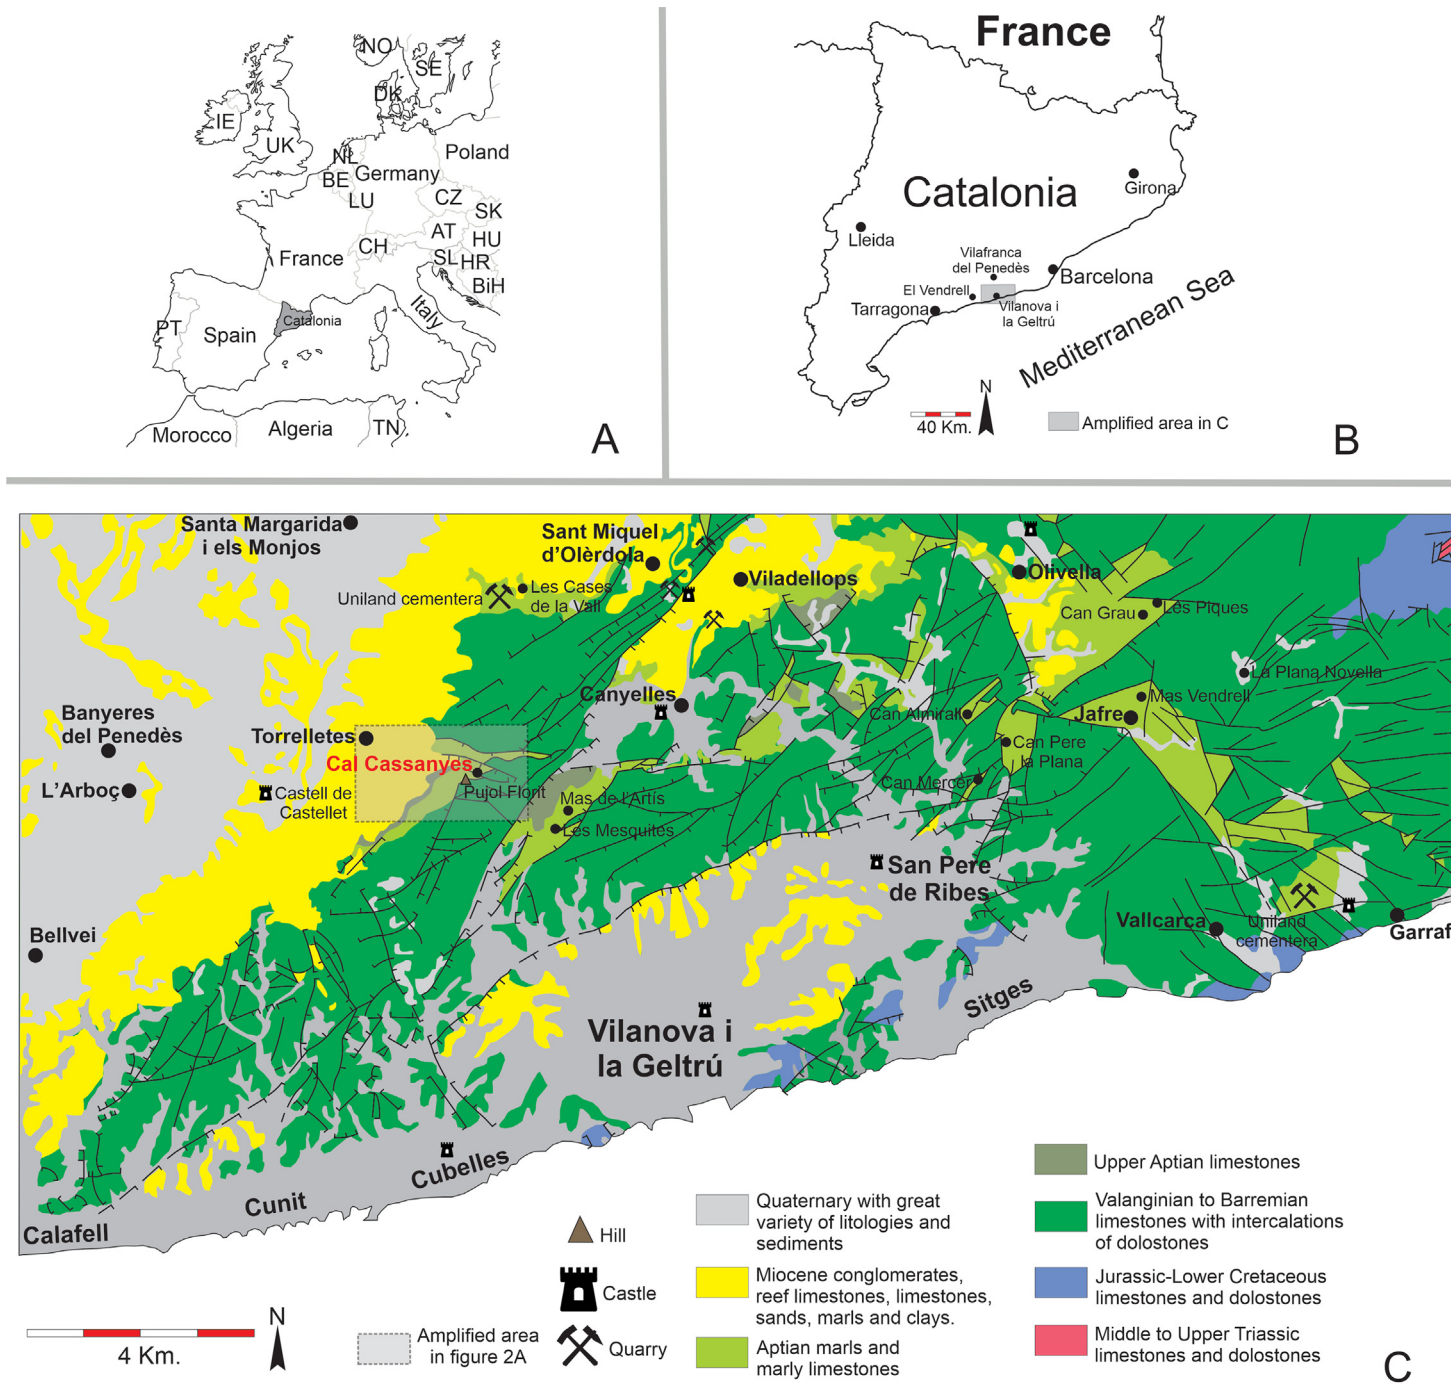 NO
SE
DK
IE
UK
NL
Poland
Germany
BE
LU
CZ
SK
AT
HU
CH
France
SL
HR
BiH
Italy
Catalonia
PT
Spain
Morocco
Algeria
TN
A
France
Catalonia
Girona
Lleida
Vilafranca
del Penedès
Barcelona
El Vendrell
Tarragona
Vilanova i
la Geltrú
Mediterranean Sea
N
40 Km.
Amplified area in C
B
Santa Margarida
i els Monjos
Sant Miquel
d'Olèrdola
Viladellops
Olivella
Uniland cementera
Les Cases
de la Vall
Can Grau
Les Piques
La Plana Novella
Canyelles
Mas Vendrell
Can Almirall
Jafre
Banyeres
del Penedès
Torrelletes
Cal Cassanyes
Can Pere
la Plana
L'Arboç
Castell de
Castellet
Pujol Florit
Mas de l'Artís
Les Mesquites
Can Mercer
San Pere
de Ribes
Bellvei
Vallcarca
Uniland
cementera
Garraf
Sitges
Vilanova i
la Geltrú
Cubelles
Cunit
Calafell
Hill
Castle
Quarry
N
4 Km.
Amplified area
in figure 2A
Quaternary with great
variety of litologies and
sediments
Miocene conglomerates,
reef limestones, limestones,
sands, marls and clays.
Aptian marls and
marly limestones
Upper Aptian limestones
Valanginian to Barremian
limestones with intercalations
of dolostones
Jurassic-Lower Cretaceous
limestones and dolostones
Middle to Upper Triassic
limestones and dolostones
C